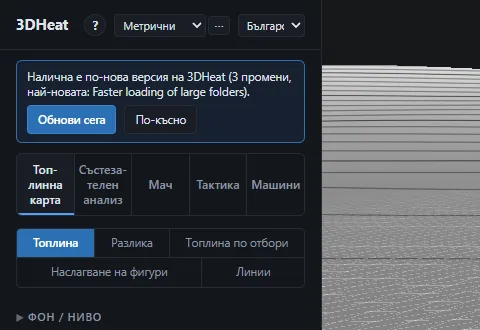 3DHeat ? Метрични ... Българс
Налична е по-нова версия на 3DHeat (3 промени,
най-новата: Faster loading of large folders).
Обнови сега По-късно
Топ-
линна
карта
Състеза-
телен
анализ
Мач
Тактика
Машини
Топлина Разлика Топлина по отбори
Наслагване на фигури Линии
ФОН / НИВО